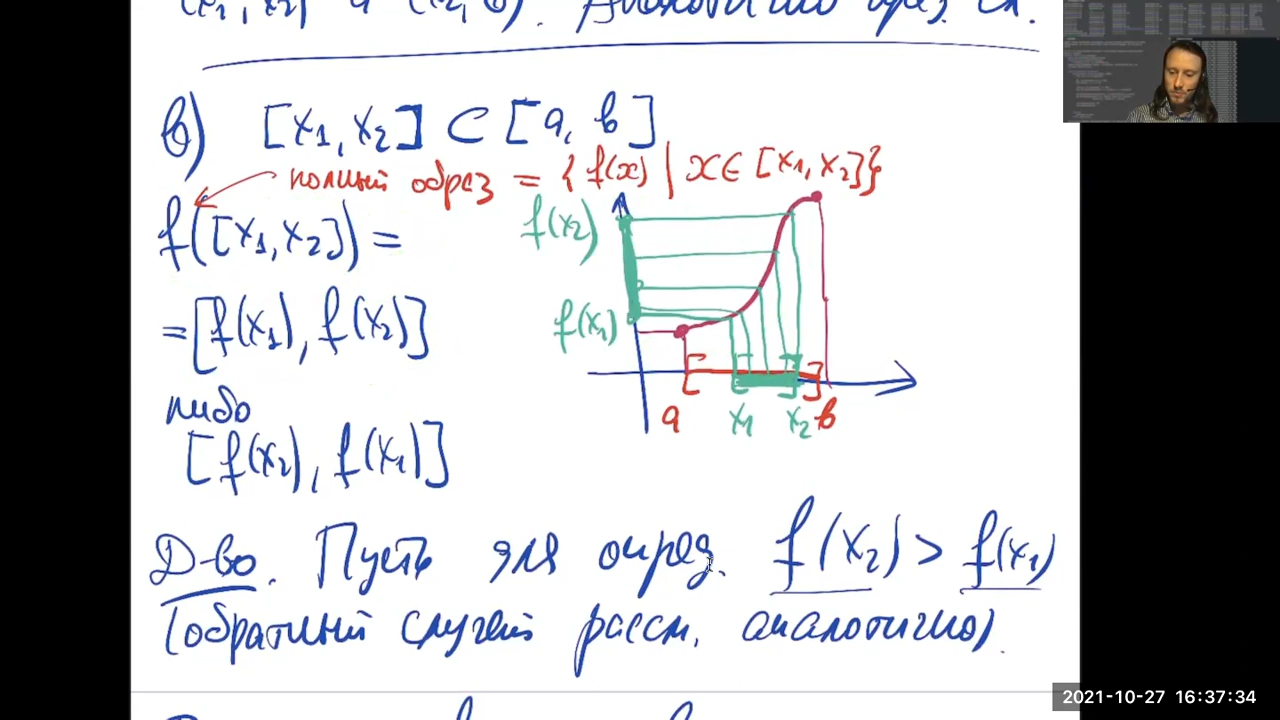 в) [x₁, x₂] ⊂ [a, b]
полный образ = { f(x) | x ∈ [x₁, x₂]}
f([x₁, x₂]) =
= [f(x₁), f(x₂)]
либо
[f(x₂), f(x₁)]
f(x₂)
f(x₁)
a x₁ x₂ b
Д-во. Пусть для опред. f(x₂) > f(x₁)
(обратный случай рассм. аналогично).
2021-10-27 16:37:34